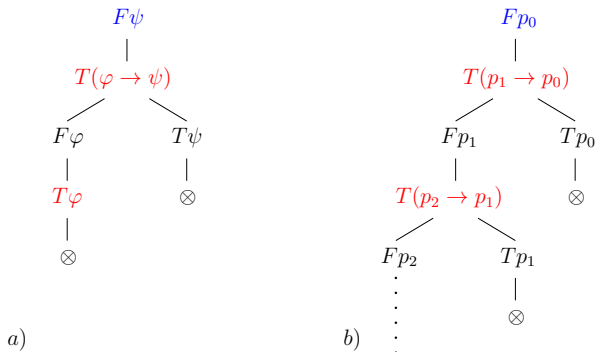 Fψ
T(φ → ψ)
Fφ Tψ
Tφ ⊗
⊗
a)
Fp₀
T(p₁ → p₀)
Fp₁ Tp₀
T(p₂ → p₁) ⊗
Fp₂ Tp₁
⊗
b)